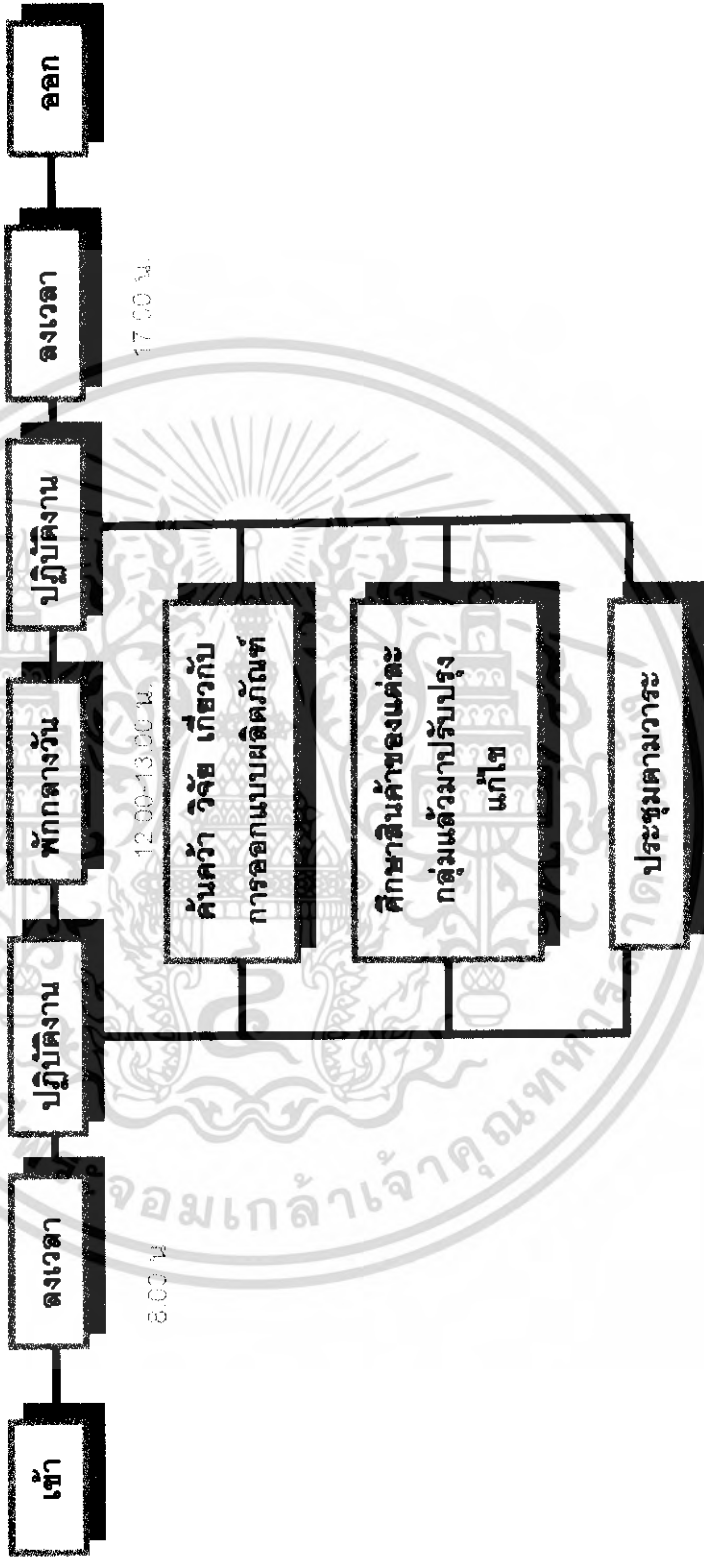 เข้า
ลงเวลา
ปฏิบัติงาน
พักกลางวัน
ปฏิบัติงาน
ลงเวลา
ออก
8.00 น
12.00-13.00 น.
17.00 น.
ค้นคว้า วิจัย เกี่ยวกับ
การออกแบบผลิตภัณฑ์
ศึกษาสินค้าของแต่ละ
กลุ่มแล้วมาปรับปรุง
แก้ไข
ประชุมตามวาระ
พระจอมเกล้าเจ้าคุณทหารลาด